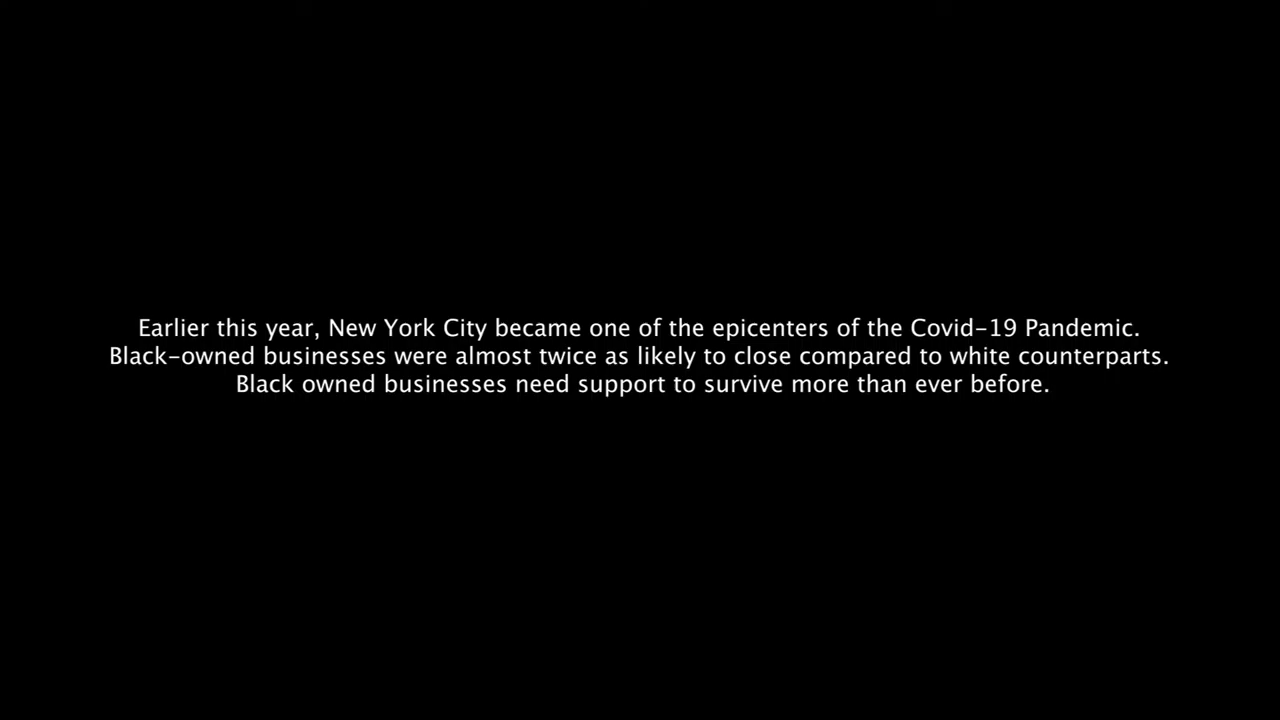 Earlier this year, New York City became one of the epicenters of the Covid-19 Pandemic.
Black-owned businesses were almost twice as likely to close compared to white counterparts.
Black owned businesses need support to survive more than ever before.